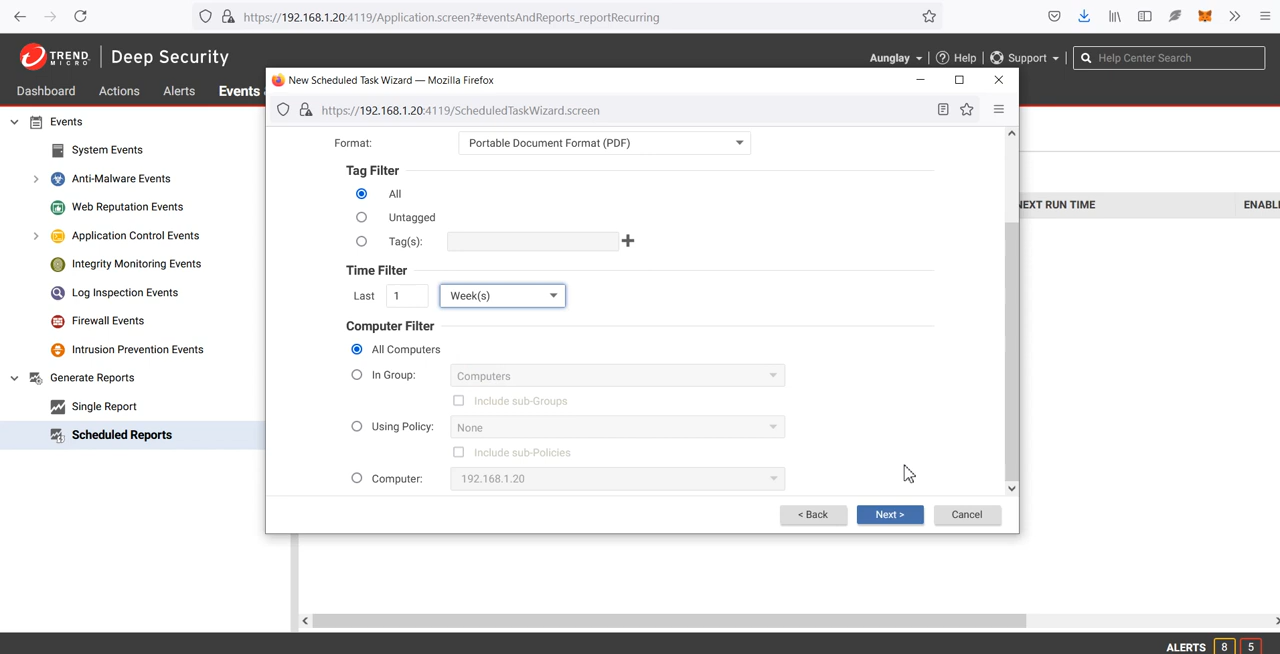 https://192.168.1.20:4119/Application.screen?#eventsAndReports_reportRecurring
TREND MICRO Deep Security
Aunglay Help Support Help Center Search
Dashboard Actions Alerts Events
New Scheduled Task Wizard — Mozilla Firefox
https://192.168.1.20:4119/ScheduledTaskWizard.screen
Events
System Events
Anti-Malware Events
Web Reputation Events
Application Control Events
Integrity Monitoring Events
Log Inspection Events
Firewall Events
Intrusion Prevention Events
Generate Reports
Single Report
Scheduled Reports
Format: Portable Document Format (PDF)
Tag Filter
All
Untagged
Tag(s):
Time Filter
Last 1 Week(s)
Computer Filter
All Computers
In Group: Computers
Include sub-Groups
Using Policy: None
Include sub-Policies
Computer: 192.168.1.20
< Back Next > Cancel
NEXT RUN TIME
ALERTS 8 5